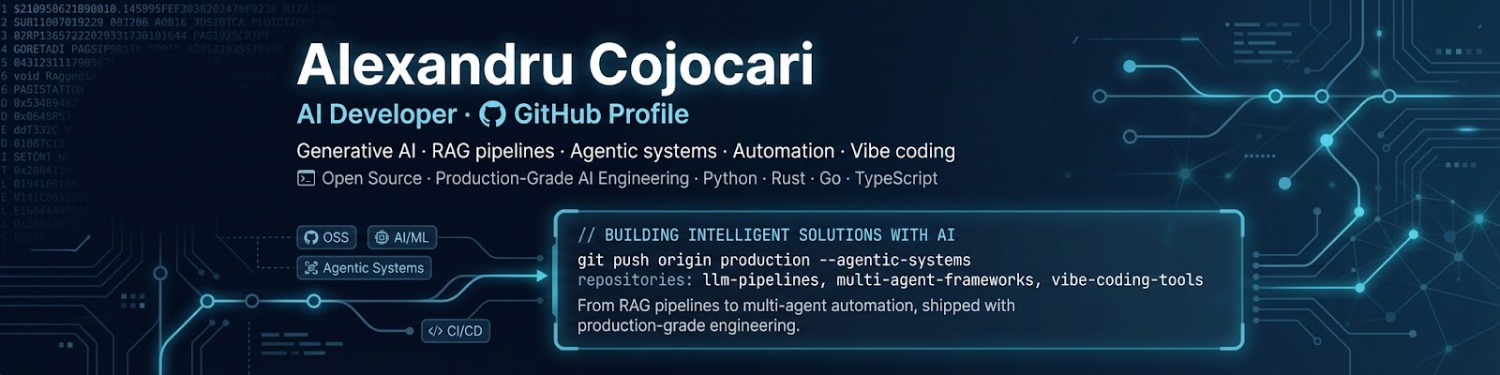 Alexandru Cojocari
AI Developer · GitHub Profile
Generative AI · RAG pipelines · Agentic systems · Automation · Vibe coding
Open Source · Production-Grade AI Engineering · Python · Rust · Go · TypeScript
OSS
AI/ML
Agentic Systems
</> CI/CD
// BUILDING INTELLIGENT SOLUTIONS WITH AI
git push origin production --agentic-systems
repositories: llm-pipelines, multi-agent-frameworks, vibe-coding-tools
From RAG pipelines to multi-agent automation, shipped with
production-grade engineering.